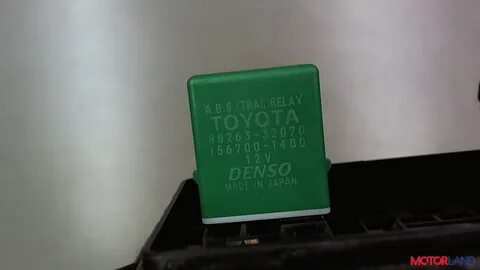 A.B.S.(TRAC)RELAY
TOYOTA
88263-32070
156700-1400
12V
DENSO
MADE IN JAPAN
MOTORLAND